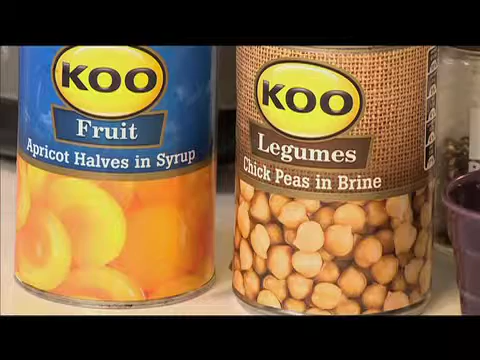 KOO
Fruit
Apricot Halves in Syrup
KOO
Legumes
Chick Peas in Brine